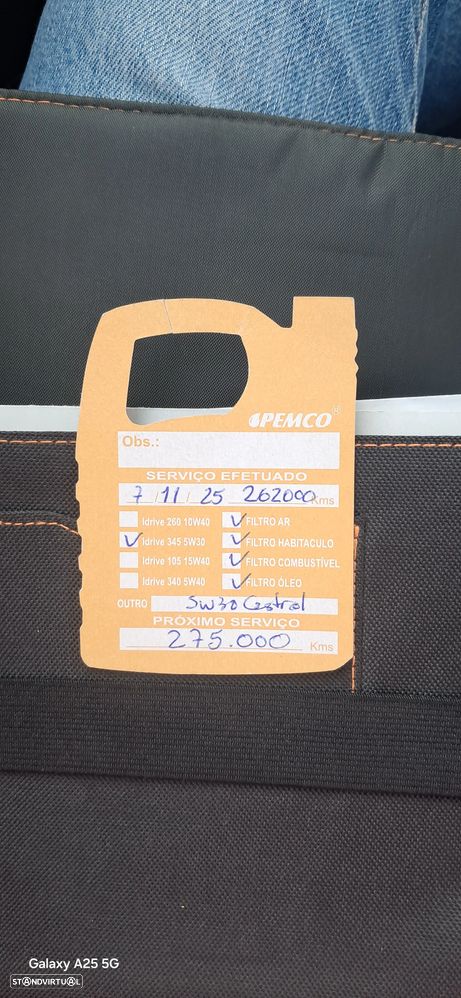 PEMCO®
Obs.:
SERVIÇO EFETUADO
7 / 11 / 25 262000 Kms
Idrive 260 10W40 ✓ FILTRO AR
✓ Idrive 345 5W30 ✓ FILTRO HABITACULO
Idrive 105 15W40 ✓ FILTRO COMBUSTÍVEL
Idrive 340 5W40 ✓ FILTRO ÓLEO
OUTRO 5W30 Castrol
PRÓXIMO SERVIÇO
275.000 Kms
Galaxy A25 5G
STANDVIRTUAL